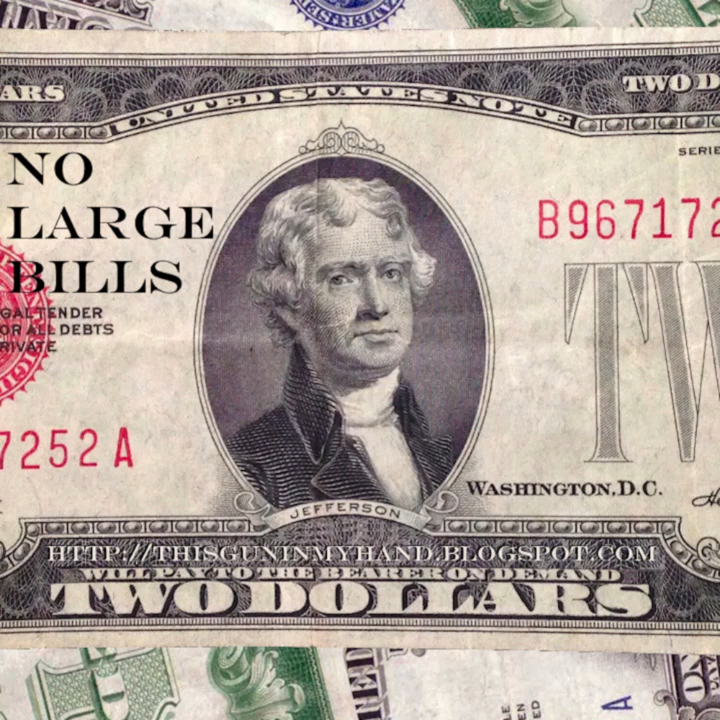 AMERISE
ARS
TWO D
UNITED STATES NOTE
NO
LARGE
BILLS
SERIE
B967172
GAL TENDER
OR ALL DEBTS
RIVATE
7252 A
WASHINGTON, D.C.
JEFFERSON
HTTP://THISGUNINMYHAND.BLOGSPOT.COM
WILL PAY TO THE BEARER ON DEMAND
TWO DOLLARS
A